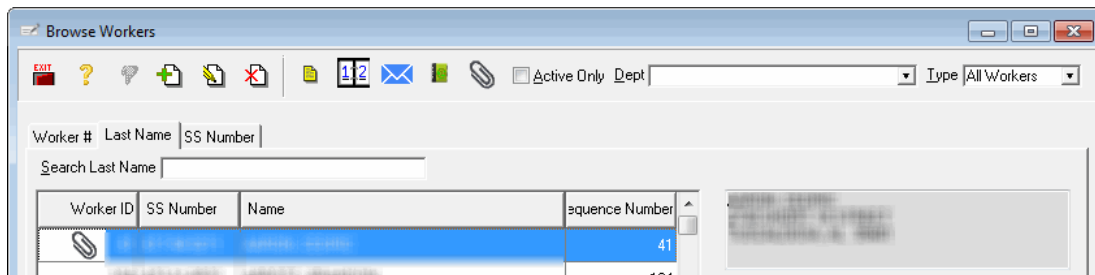 Browse Workers
EXIT ? 112 Active Only Dept Type All Workers
Worker # Last Name SS Number
Search Last Name
Worker ID SS Number Name equence Number
41